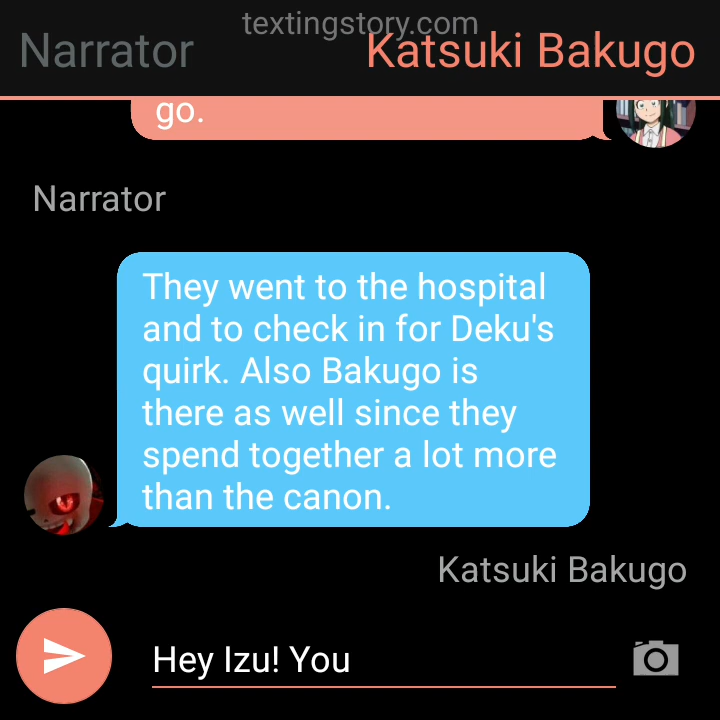 textingstory.com
Narrator
Katsuki Bakugo
go.
Narrator
They went to the hospital
and to check in for Deku's
quirk. Also Bakugo is
there as well since they
spend together a lot more
than the canon.
Katsuki Bakugo
Hey Izu! You